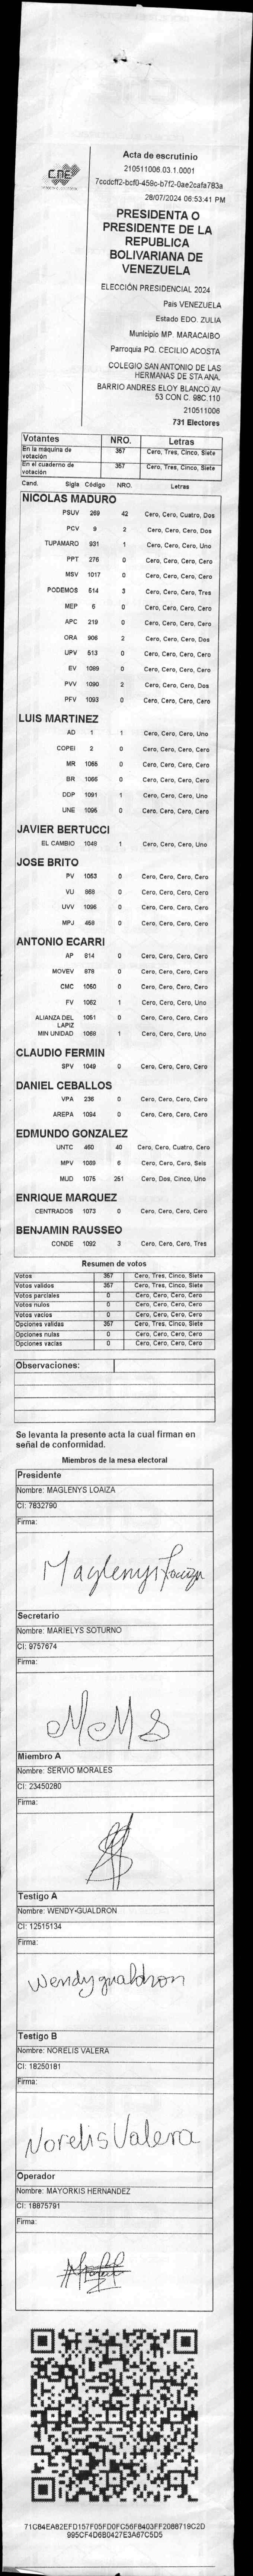 CNE
Acta de escrutinio
210511006.03.1.0001
7codcff2-bcf0-458c-b7f2-0ae2cafa783a
28/07/2024 06:53:41 PM
PRESIDENTA O
PRESIDENTE DE LA
REPUBLICA
BOLIVARIANA DE
VENEZUELA
ELECCIÓN PRESIDENCIAL 2024
Pais VENEZUELA
Estado EDO. ZULIA
Municipio MP. MARACAIBO
Parroquia PQ. CECILIO ACOSTA
COLEGIO SAN ANTONIO DE LAS
HERMANAS DE STA ANA.
BARRIO ANDRES ELOY BLANCO AV
53 CON C. 98C.110
210511006
731 Electores
Votantes NRO. Letras
En la máquina de votación 367 Cero, Tres, Cinco, Siete
En el cuaderno de votación 367 Cero, Tres, Cinco, Siete
Cand. Sigla Código NRO. Letras
NICOLAS MADURO
PSUV 269 42 Cero, Cero, Cuatro, Dos
PCV 9 2 Cero, Cero, Cero, Dos
TUPAMARO 931 1 Cero, Cero, Cero, Uno
PPT 276 0 Cero, Cero, Cero, Cero
MSV 1017 0 Cero, Cero, Cero, Cero
PODEMOS 514 3 Cero, Cero, Cero, Tres
MEP 6 0 Cero, Cero, Cero, Cero
APC 219 0 Cero, Cero, Cero, Cero
ORA 906 2 Cero, Cero, Cero, Dos
UPV 513 0 Cero, Cero, Cero, Cero
EV 1089 0 Cero, Cero, Cero, Cero
PVV 1090 2 Cero, Cero, Cero, Dos
PFV 1093 0 Cero, Cero, Cero, Cero
LUIS MARTINEZ
AD 1 1 Cero, Cero, Cero, Uno
COPEI 2 0 Cero, Cero, Cero, Cero
MR 1065 0 Cero, Cero, Cero, Cero
BR 1066 0 Cero, Cero, Cero, Cero
DDP 1091 1 Cero, Cero, Cero, Uno
UNE 1095 0 Cero, Cero, Cero, Cero
JAVIER BERTUCCI
EL CAMBIO 1048 1 Cero, Cero, Cero, Uno
JOSE BRITO
PV 1053 0 Cero, Cero, Cero, Cero
VU 868 0 Cero, Cero, Cero, Cero
UVV 1096 0 Cero, Cero, Cero, Cero
MPJ 458 0 Cero, Cero, Cero, Cero
ANTONIO ECARRI
AP 814 0 Cero, Cero, Cero, Cero
MOVEV 878 0 Cero, Cero, Cero, Cero
CMC 1050 0 Cero, Cero, Cero, Cero
FV 1062 1 Cero, Cero, Cero, Uno
ALIANZA DEL LAPIZ 1051 0 Cero, Cero, Cero, Cero
MIN UNIDAD 1068 1 Cero, Cero, Cero, Uno
CLAUDIO FERMIN
SPV 1049 0 Cero, Cero, Cero, Cero
DANIEL CEBALLOS
VPA 236 0 Cero, Cero, Cero, Cero
AREPA 1094 0 Cero, Cero, Cero, Cero
EDMUNDO GONZALEZ
UNTC 460 40 Cero, Cero, Cuatro, Cero
MPV 1069 6 Cero, Cero, Cero, Seis
MUD 1075 251 Cero, Dos, Cinco, Uno
ENRIQUE MARQUEZ
CENTRADOS 1073 0 Cero, Cero, Cero, Cero
BENJAMIN RAUSSEO
CONDE 1092 3 Cero, Cero, Cero, Tres
Resumen de votos
Votos 367 Cero, Tres, Cinco, Siete
Votos validos 367 Cero, Tres, Cinco, Siete
Votos parciales 0 Cero, Cero, Cero, Cero
Votos nulos 0 Cero, Cero, Cero, Cero
Votos vacios 0 Cero, Cero, Cero, Cero
Opciones validas 357 Cero, Tres, Cinco, Siete
Opciones nulas 0 Cero, Cero, Cero, Cero
Opciones vacias 0 Cero, Cero, Cero, Cero
Observaciones:
Se levanta la presente acta la cual firman en
señal de conformidad.
Miembros de la mesa electoral
Presidente
Nombre: MAGLENYS LOAIZA
CI: 7832790
Firma:
Maglenys Loaiza
Secretario
Nombre: MARIELYS SOTURNO
CI: 9757674
Firma:
Miembro A
Nombre: SERVIO MORALES
CI: 23450280
Firma:
Testigo A
Nombre: WENDY-GUALDRON
CI: 12515134
Firma:
Wendy gualdron
Testigo B
Nombre: NORELIS VALERA
CI: 18250181
Firma:
Norelis Valera
Operador
Nombre: MAYORKIS HERNANDEZ
CI: 18875791
Firma:
71C84EA82EFD157F05FD0FC56F8403FF2088719C2D
995CF4D6B0427E3A67C5D5